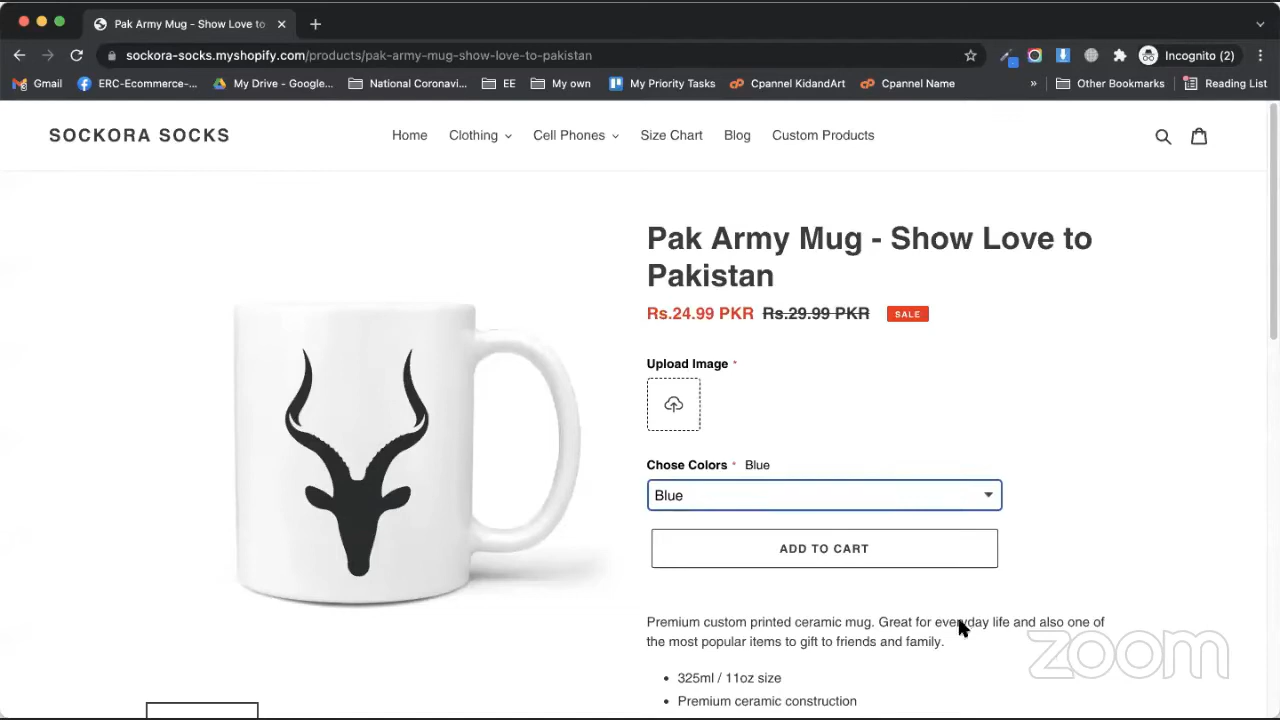 Pak Army Mug - Show Love to
sockora-socks.myshopify.com/products/pak-army-mug-show-love-to-pakistan
Incognito (2)
Gmail
ERC-Ecommerce-...
My Drive - Google...
National Coronavi...
EE
My own
My Priority Tasks
Cpannel KidandArt
Cpannel Name
»
Other Bookmarks
Reading List
SOCKORA SOCKS
Home
Clothing
Cell Phones
Size Chart
Blog
Custom Products
Pak Army Mug - Show Love to
Pakistan
Rs.24.99 PKR Rs.29.99 PKR SALE
Upload Image *
Chose Colors * Blue
Blue
ADD TO CART
Premium custom printed ceramic mug. Great for everyday life and also one of
the most popular items to gift to friends and family.
• 325ml / 11oz size
• Premium ceramic construction
zoom